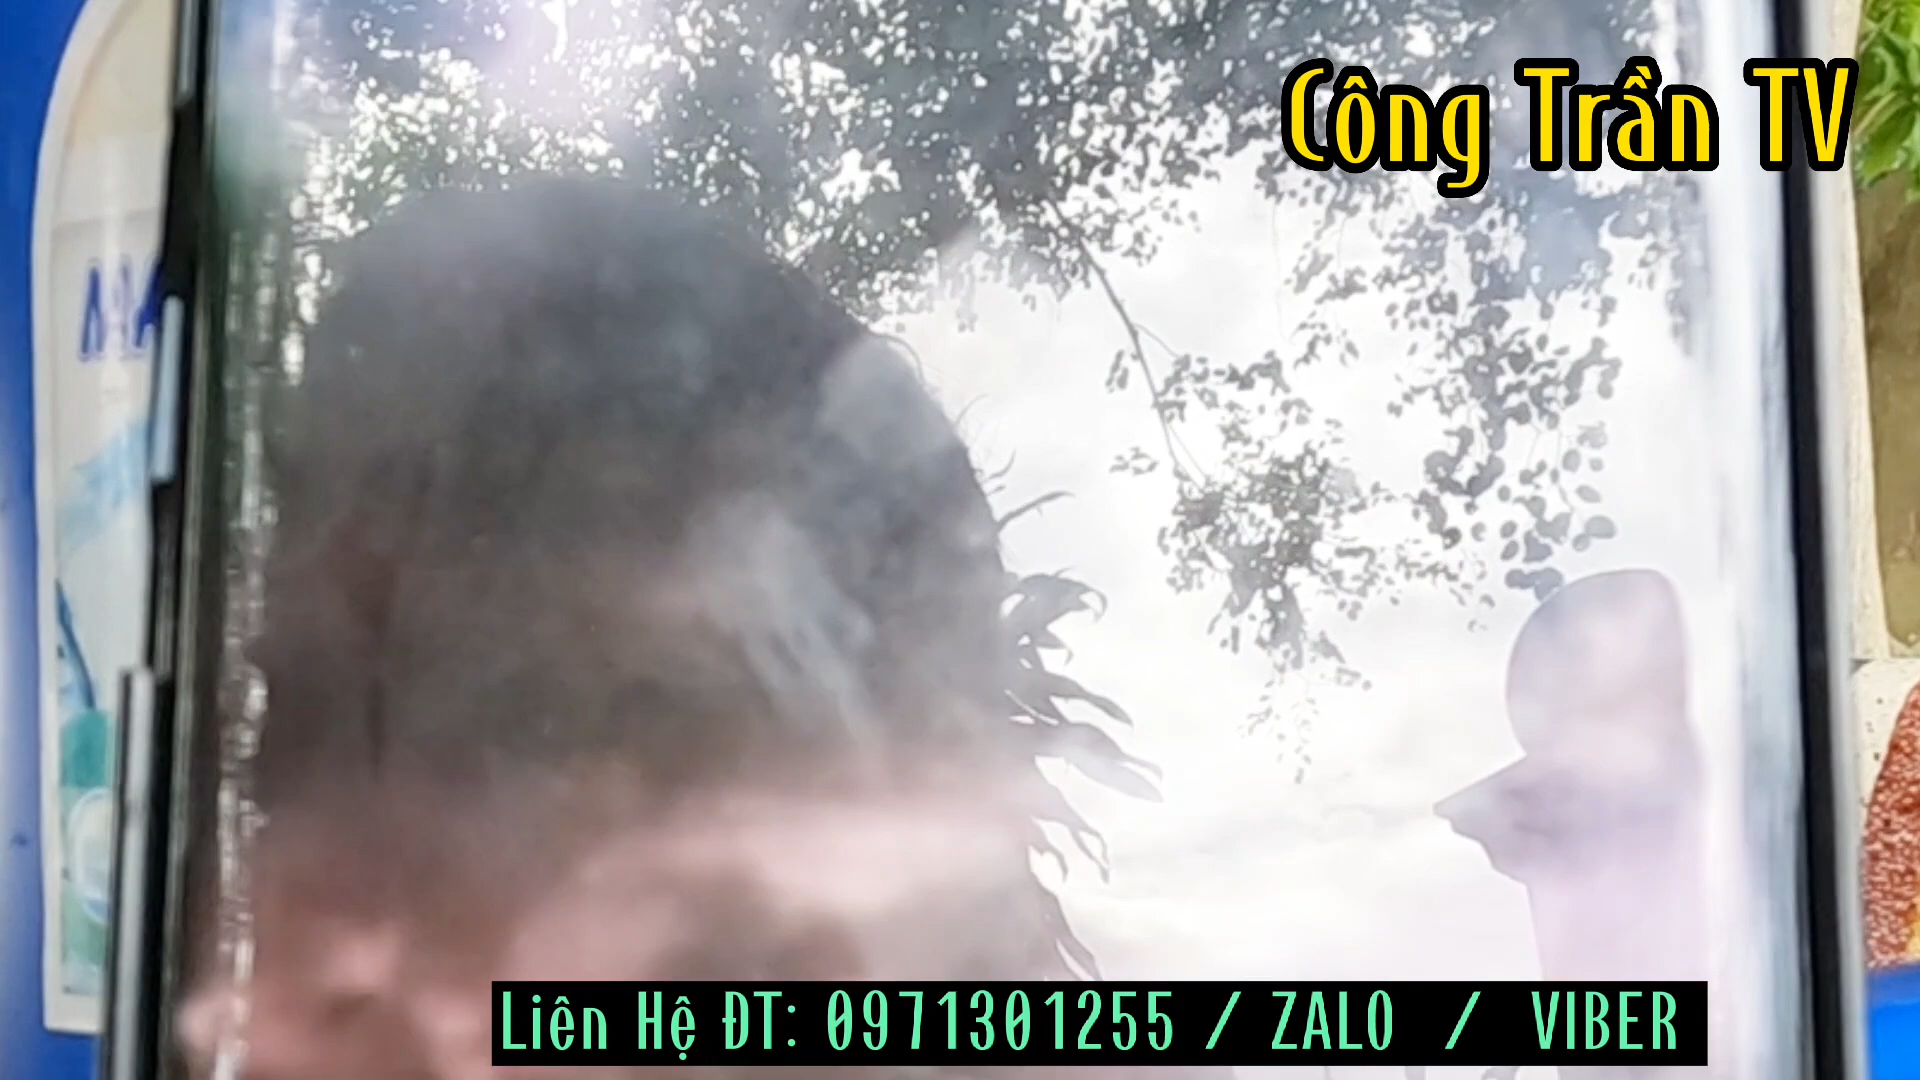 Công Trần TV
Liên Hệ ĐT: 0971301255 / ZALO / VIBER